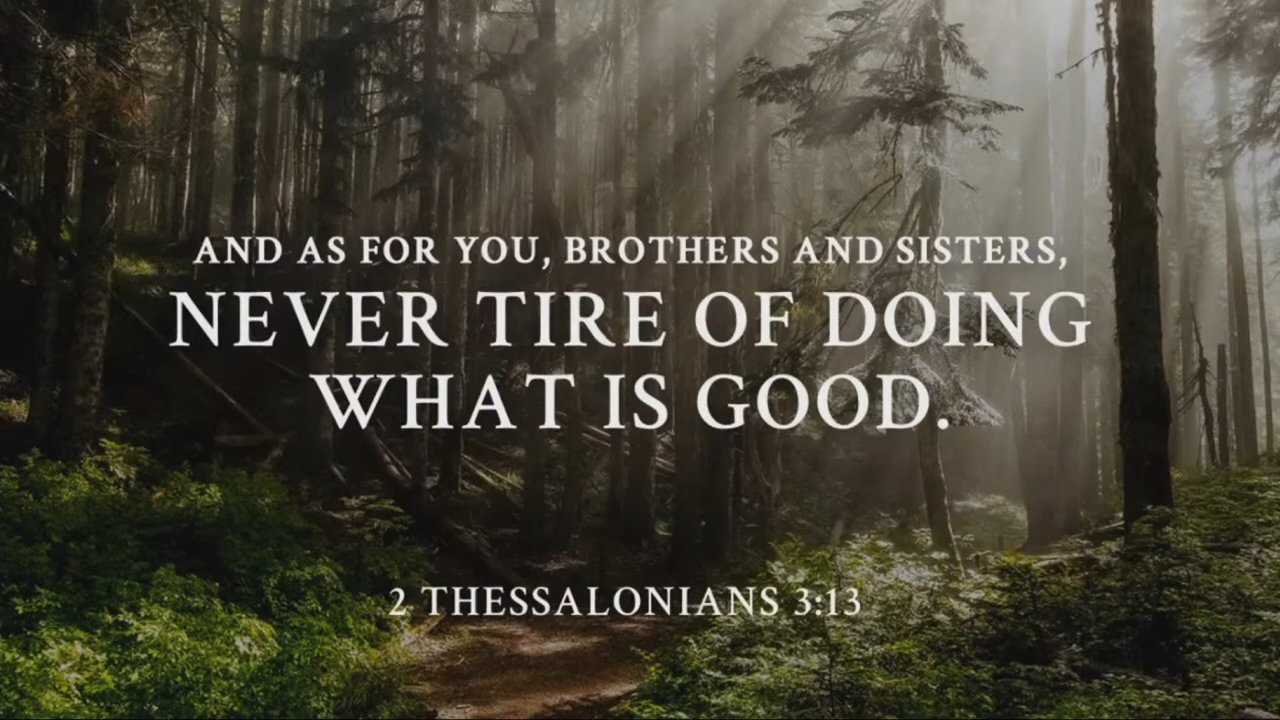 AND AS FOR YOU, BROTHERS AND SISTERS,
NEVER TIRE OF DOING
WHAT IS GOOD.
2 THESSALONIANS 3:13